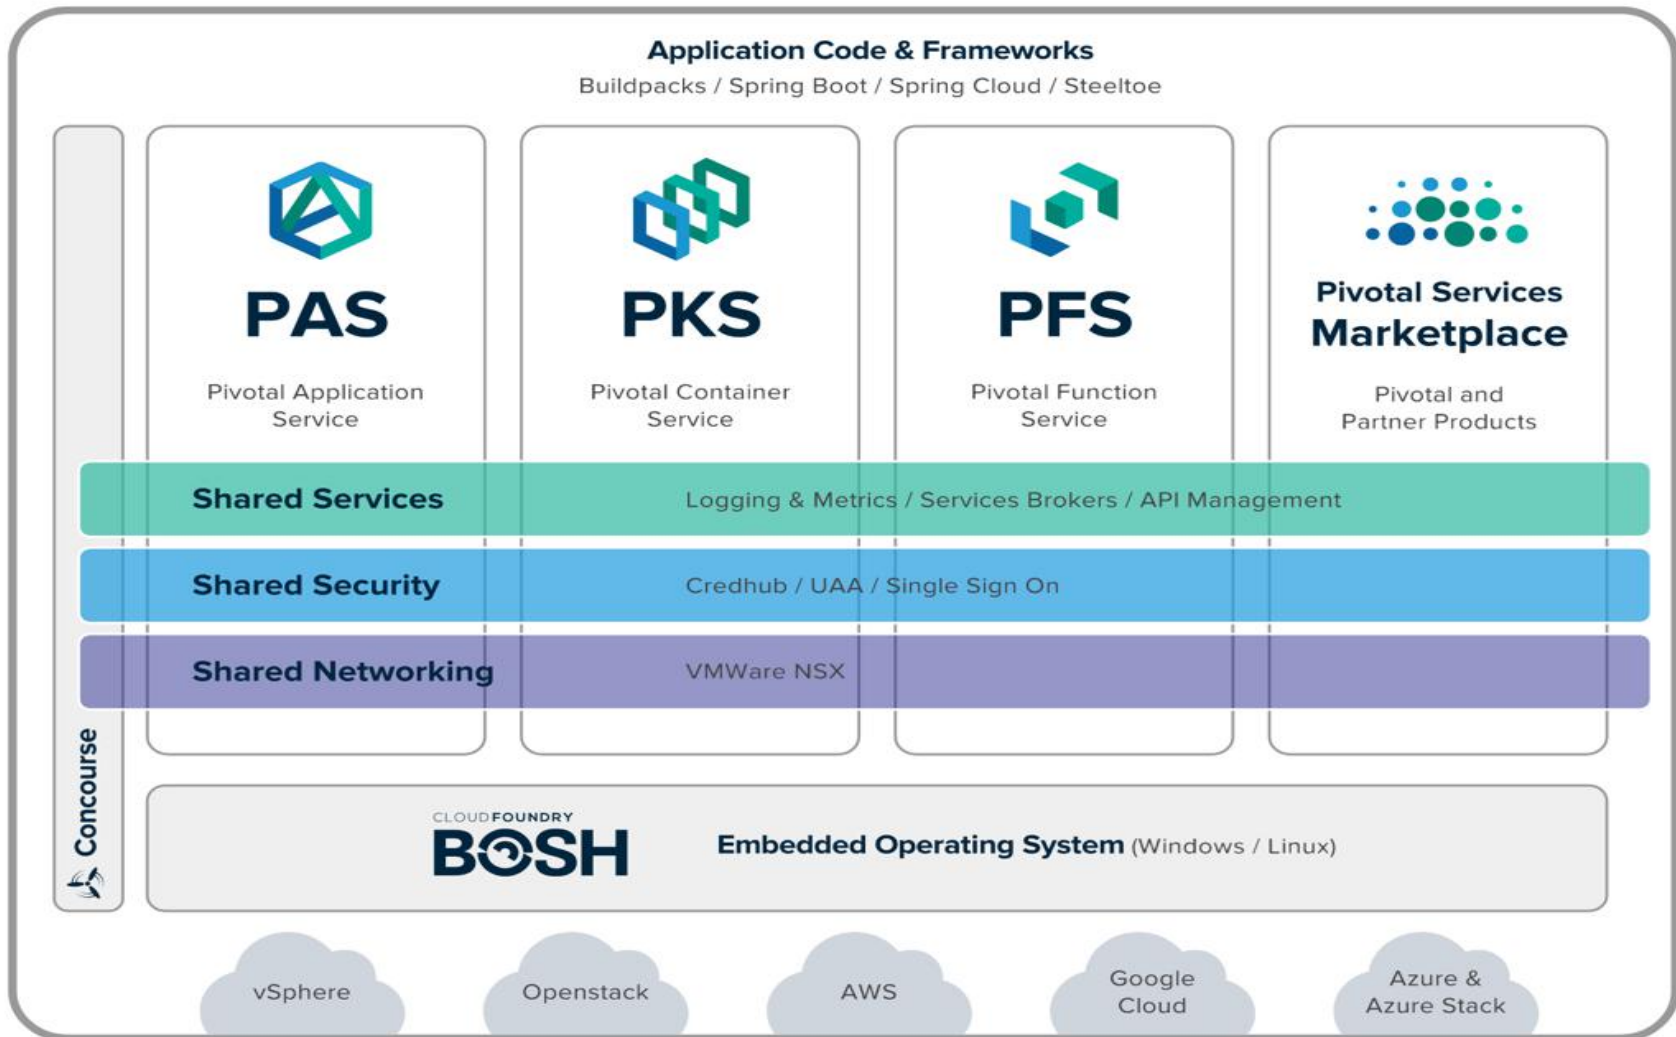 Application Code & Frameworks
Buildpacks / Spring Boot / Spring Cloud / Steeltoe
PAS
Pivotal Application
Service
PKS
Pivotal Container
Service
PFS
Pivotal Function
Service
Pivotal Services
Marketplace
Pivotal and
Partner Products
Shared Services
Logging & Metrics / Services Brokers / API Management
Shared Security
Credhub / UAA / Single Sign On
Shared Networking
VMWare NSX
Concourse
CLOUDFOUNDRY
BOSH
Embedded Operating System (Windows / Linux)
vSphere
Openstack
AWS
Google
Cloud
Azure &
Azure Stack